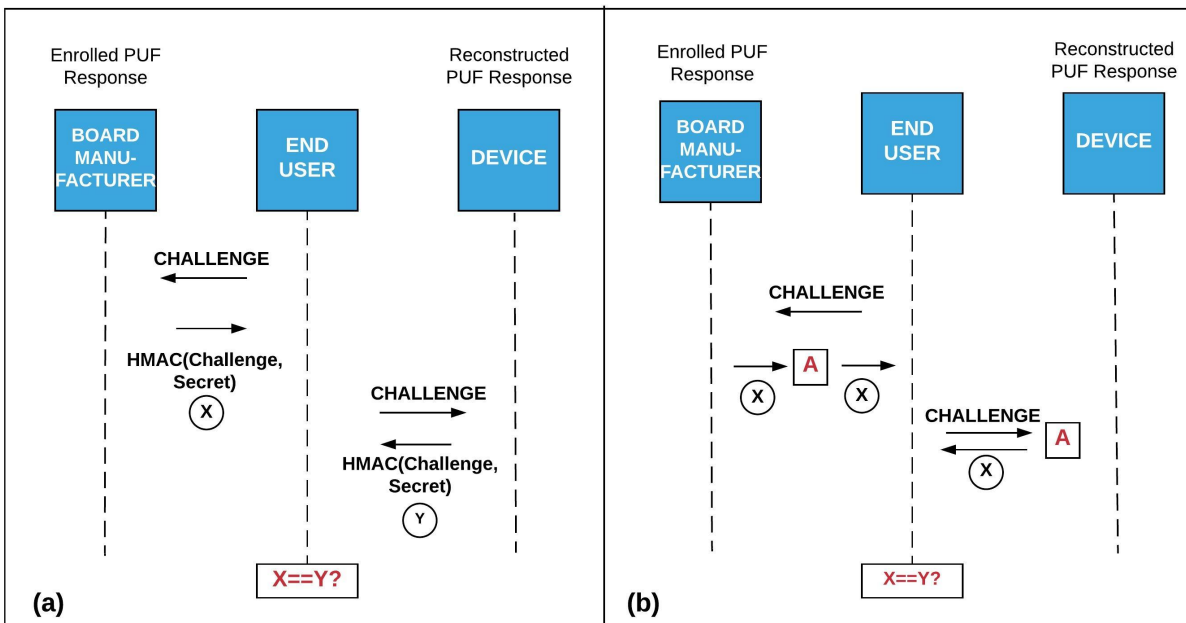 Enrolled PUF
Response
Reconstructed
PUF Response
BOARD
MANU-
FACTURER
END
USER
DEVICE
CHALLENGE
HMAC(Challenge,
Secret)
X
CHALLENGE
HMAC(Challenge,
Secret)
Y
X==Y?
(a)
Enrolled PUF
Response
Reconstructed
PUF Response
BOARD
MANU-
FACTURER
END
USER
DEVICE
CHALLENGE
A
X
X
CHALLENGE
A
X
X==Y?
(b)